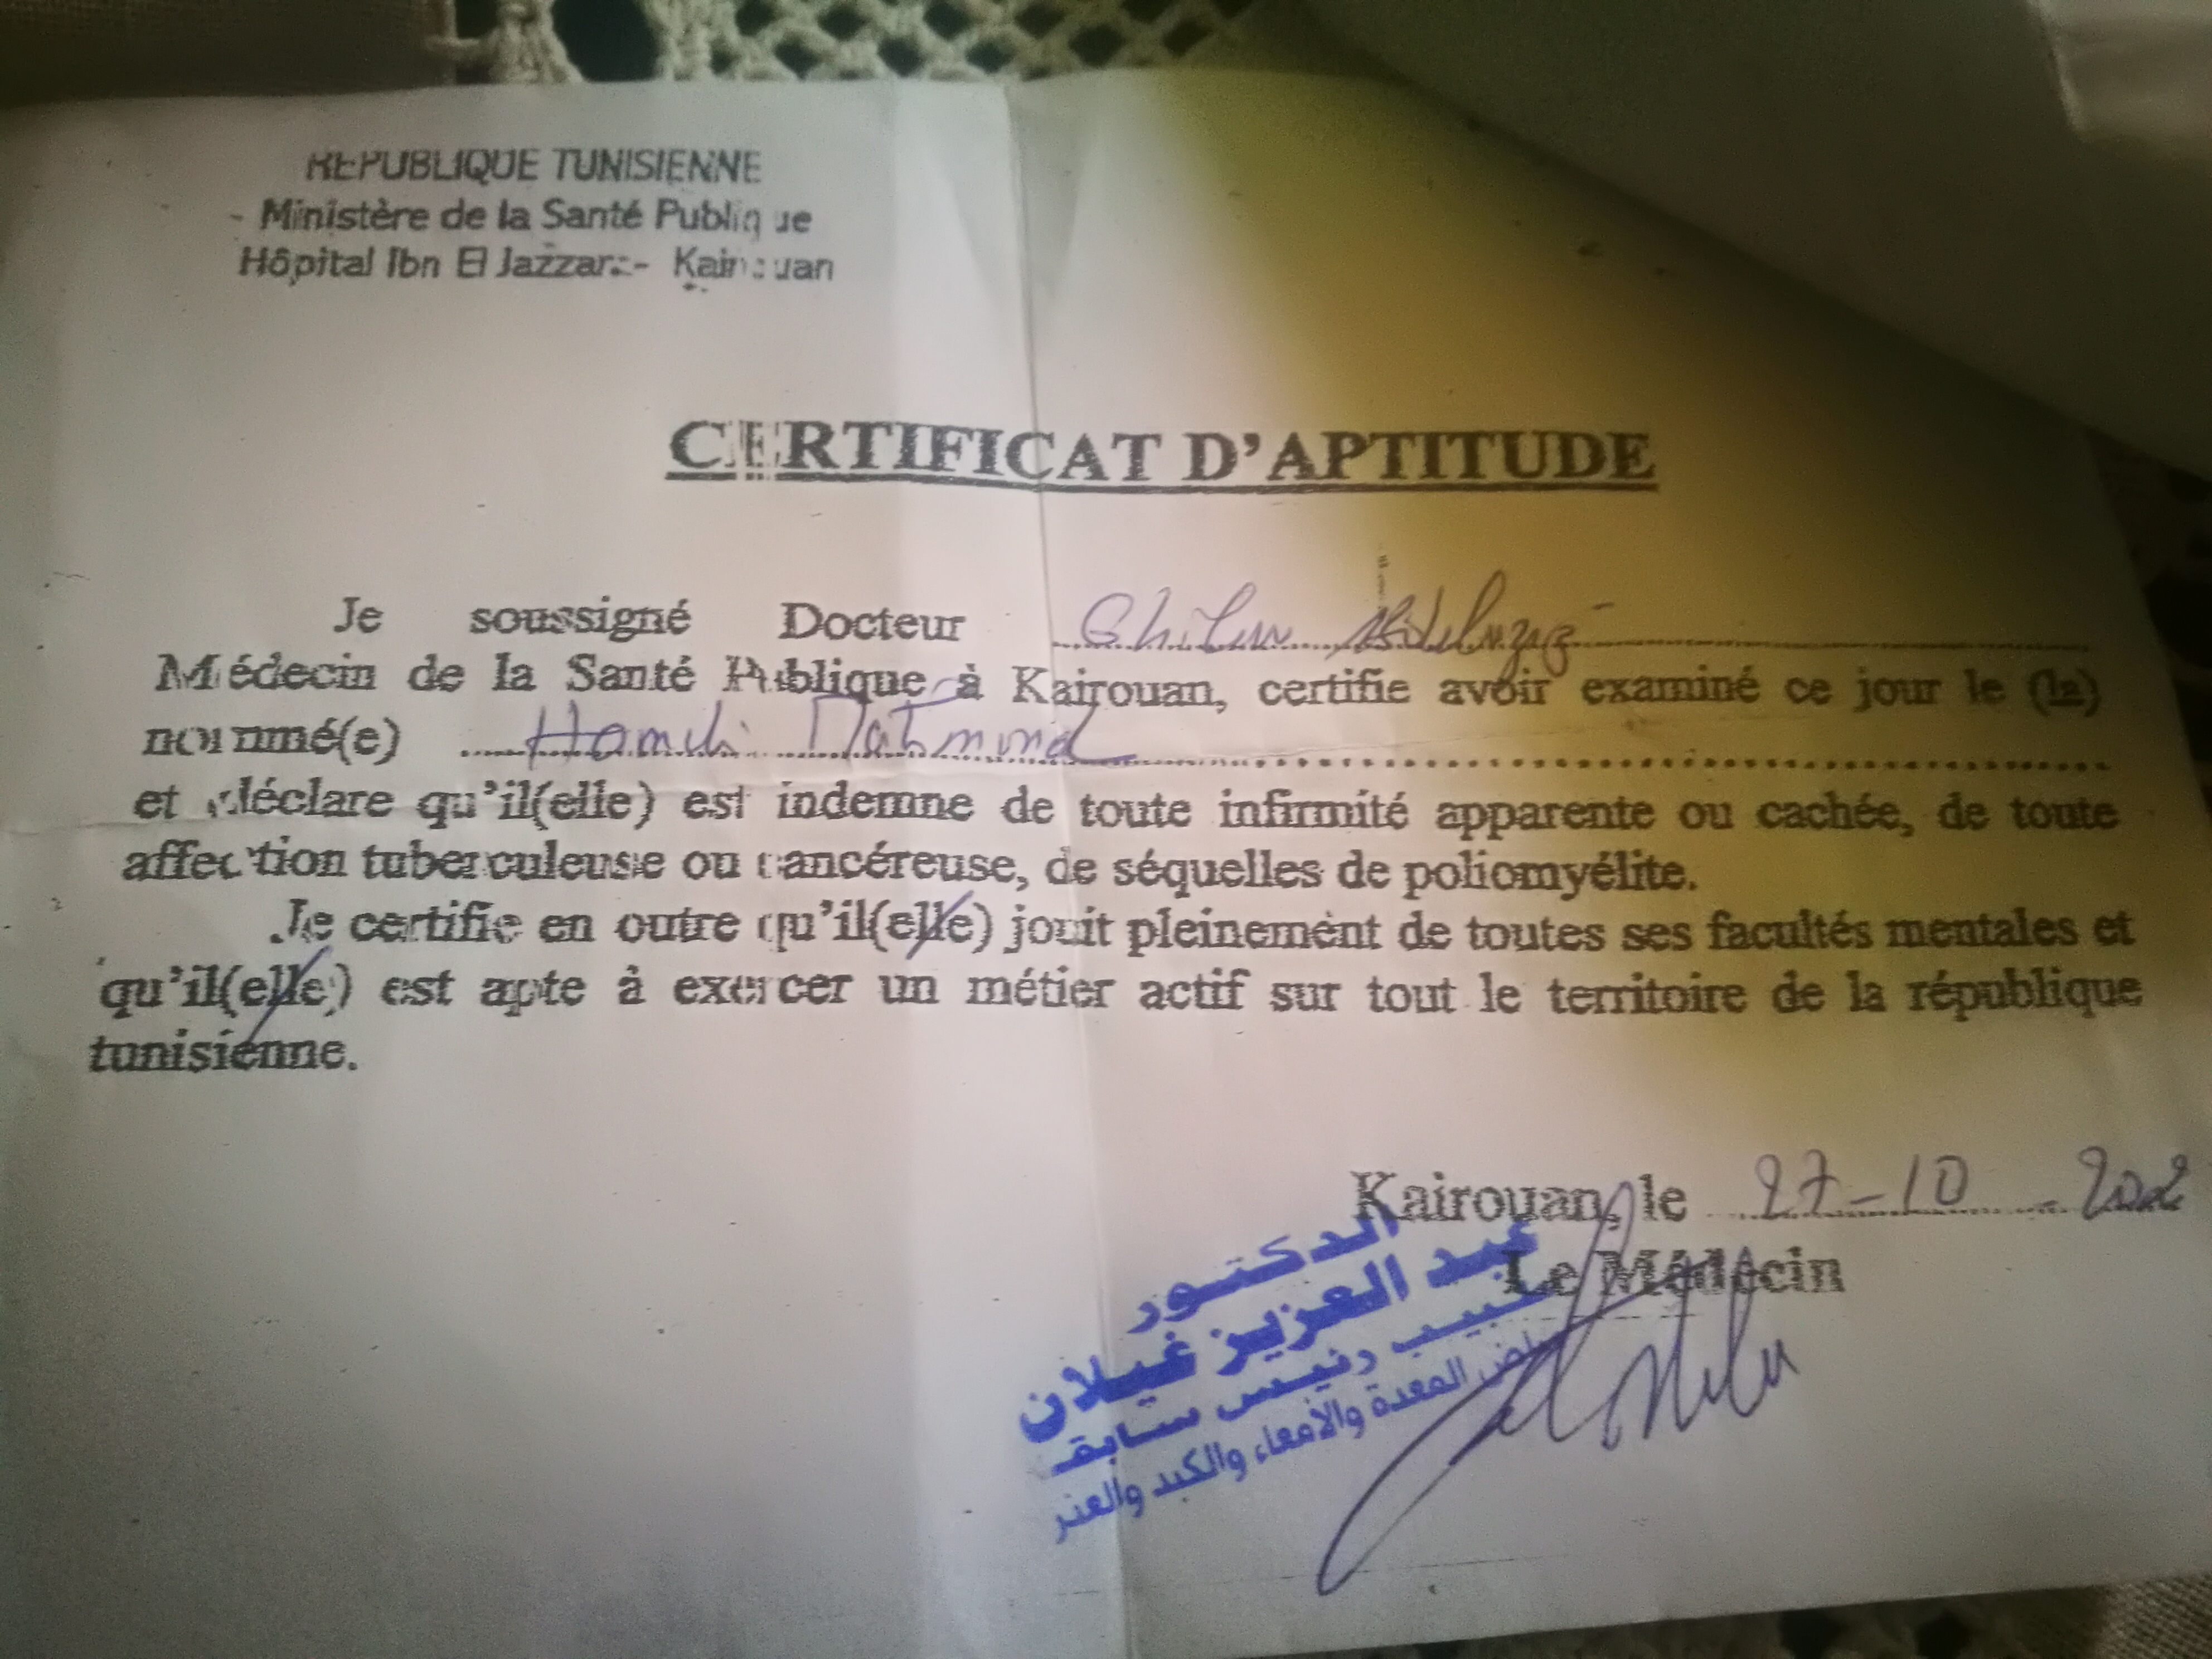 REPUBLIQUE TUNISIENNE
- Ministère de la Santé Publique
Hôpital Ibn El Jazzar - Kairouan
CERTIFICAT D'APTITUDE
Je soussigné Docteur Ghilen Abdelaziz
Médecin de la Santé Publique à Kairouan, certifie avoir examiné ce jour le (la)
nommé(e) Hamdi
et déclare qu'il(elle) est indemne de toute infirmité apparente ou cachée, de toute
affection tuberculeuse ou cancéreuse, de séquelles de poliomyélite.
Je certifie en outre qu'il(elle) jouit pleinement de toutes ses facultés mentales et
qu'il(elle) est apte à exercer un métier actif sur tout le territoire de la république
tunisienne.
Kairouan, le 27-10-202
Le Médecin
الدكتور
عبد العزيز غيلان
طبيب رئيس سابق
المعدة والأمعاء والكبد